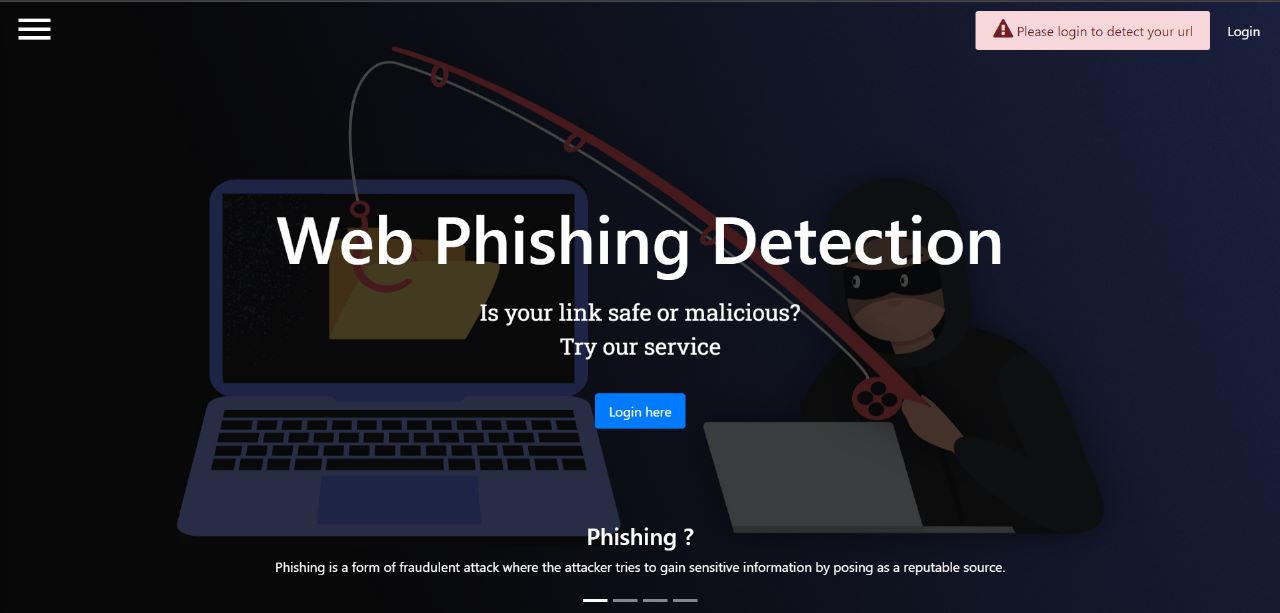 Please login to detect your url
Login
Web Phishing Detection
Is your link safe or malicious?
Try our service
Login here
Phishing ?
Phishing is a form of fraudulent attack where the attacker tries to gain sensitive information by posing as a reputable source.